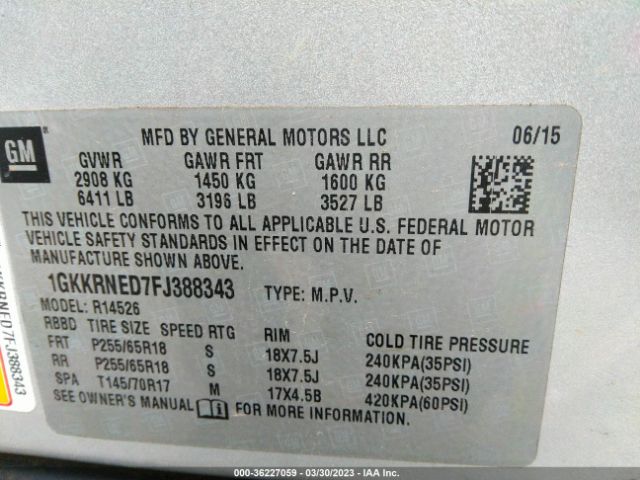 GM
MFD BY GENERAL MOTORS LLC 06/15
GVWR GAWR FRT GAWR RR
2908 KG 1450 KG 1600 KG
6411 LB 3196 LB 3527 LB
THIS VEHICLE CONFORMS TO ALL APPLICABLE U.S. FEDERAL MOTOR
VEHICLE SAFETY STANDARDS IN EFFECT ON THE DATE OF
MANUFACTURE SHOWN ABOVE.
1GKKRNED7FJ388343 TYPE: M.P.V.
MODEL: R14526
RBBD TIRE SIZE SPEED RTG RIM COLD TIRE PRESSURE
FRT P255/65R18 S 18X7.5J 240KPA(35PSI)
RR P255/65R18 S 18X7.5J 240KPA(35PSI)
SPA T145/70R17 M 17X4.5B 420KPA(60PSI)
SEE OWNER'S MANUAL FOR MORE INFORMATION.
KKRNED7FJ388343
000-36227059 - 03/30/2023 - IAA Inc.